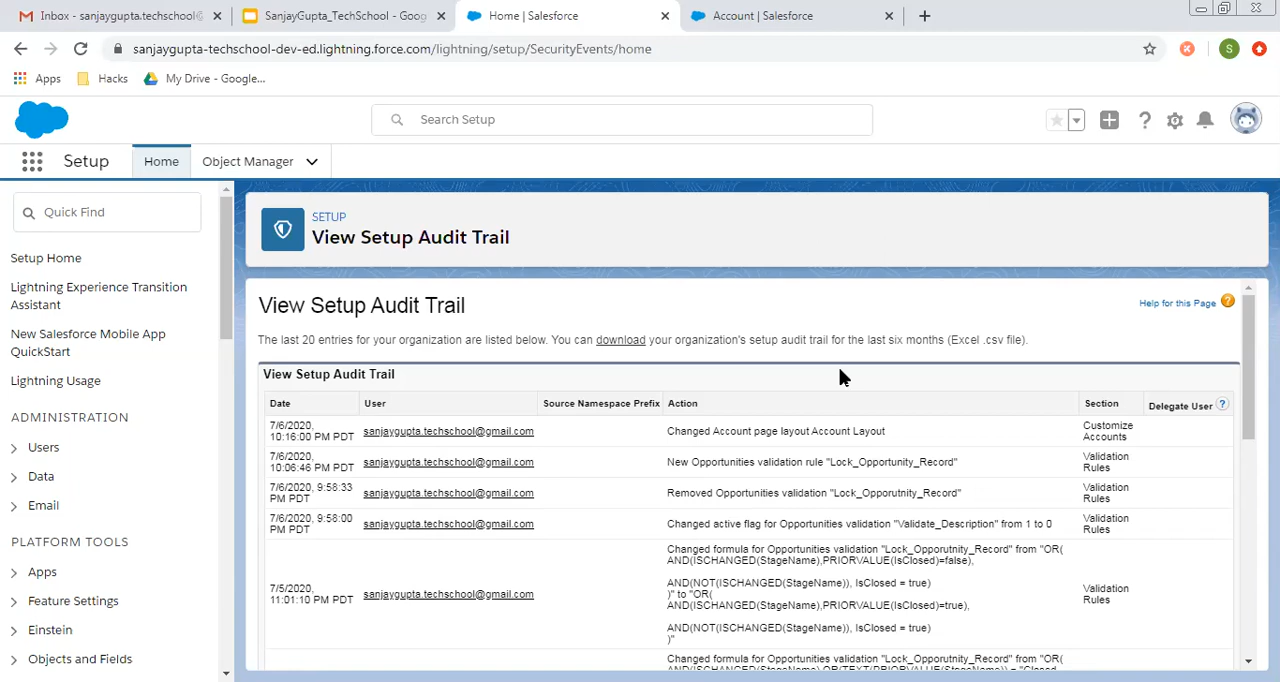 Inbox - sanjaygupta.techschool@
SanjayGupta_TechSchool - Goog
Home | Salesforce
Account | Salesforce
sanjaygupta-techschool-dev-ed.lightning.force.com/lightning/setup/SecurityEvents/home
S
Apps
Hacks
My Drive - Google...
Search Setup
Setup
Home
Object Manager
Quick Find
Setup Home
Lightning Experience Transition
Assistant
New Salesforce Mobile App
QuickStart
Lightning Usage
ADMINISTRATION
Users
Data
Email
PLATFORM TOOLS
Apps
Feature Settings
Einstein
Objects and Fields
SETUP
View Setup Audit Trail
View Setup Audit Trail
Help for this Page
The last 20 entries for your organization are listed below. You can download your organization's setup audit trail for the last six months (Excel .csv file).
View Setup Audit Trail
Date User Source Namespace Prefix Action Section Delegate User ?
7/6/2020,
10:16:00 PM PDT
sanjaygupta.techschool@gmail.com
Changed Account page layout Account Layout
Customize
Accounts
7/6/2020,
10:06:46 PM PDT
sanjaygupta.techschool@gmail.com
New Opportunities validation rule "Lock_Opportunity_Record"
Validation
Rules
7/6/2020, 9:58:33
PM PDT
sanjaygupta.techschool@gmail.com
Removed Opportunities validation "Lock_Opporutnity_Record"
Validation
Rules
7/6/2020, 9:56:00
PM PDT
sanjaygupta.techschool@gmail.com
Changed active flag for Opportunities validation "Validate_Description" from 1 to 0
Validation
Rules
7/5/2020,
11:01:10 PM PDT
sanjaygupta.techschool@gmail.com
Changed formula for Opportunities validation "Lock_Opporutnity_Record" from "OR(
AND(ISCHANGED(StageName),PRIORVALUE(IsClosed)=false),
AND(NOT(ISCHANGED(StageName)), IsClosed = true)
)" to "OR(
AND(ISCHANGED(StageName),PRIORVALUE(IsClosed)=true),
AND(NOT(ISCHANGED(StageName)), IsClosed = true)
)"
Validation
Rules
Changed formula for Opportunities validation "Lock_Opporutnity_Record" from "OR(
AND(ISCHANGED(StageName),OR(TEXT(PRIORVALUE(StageName)) = "Closed